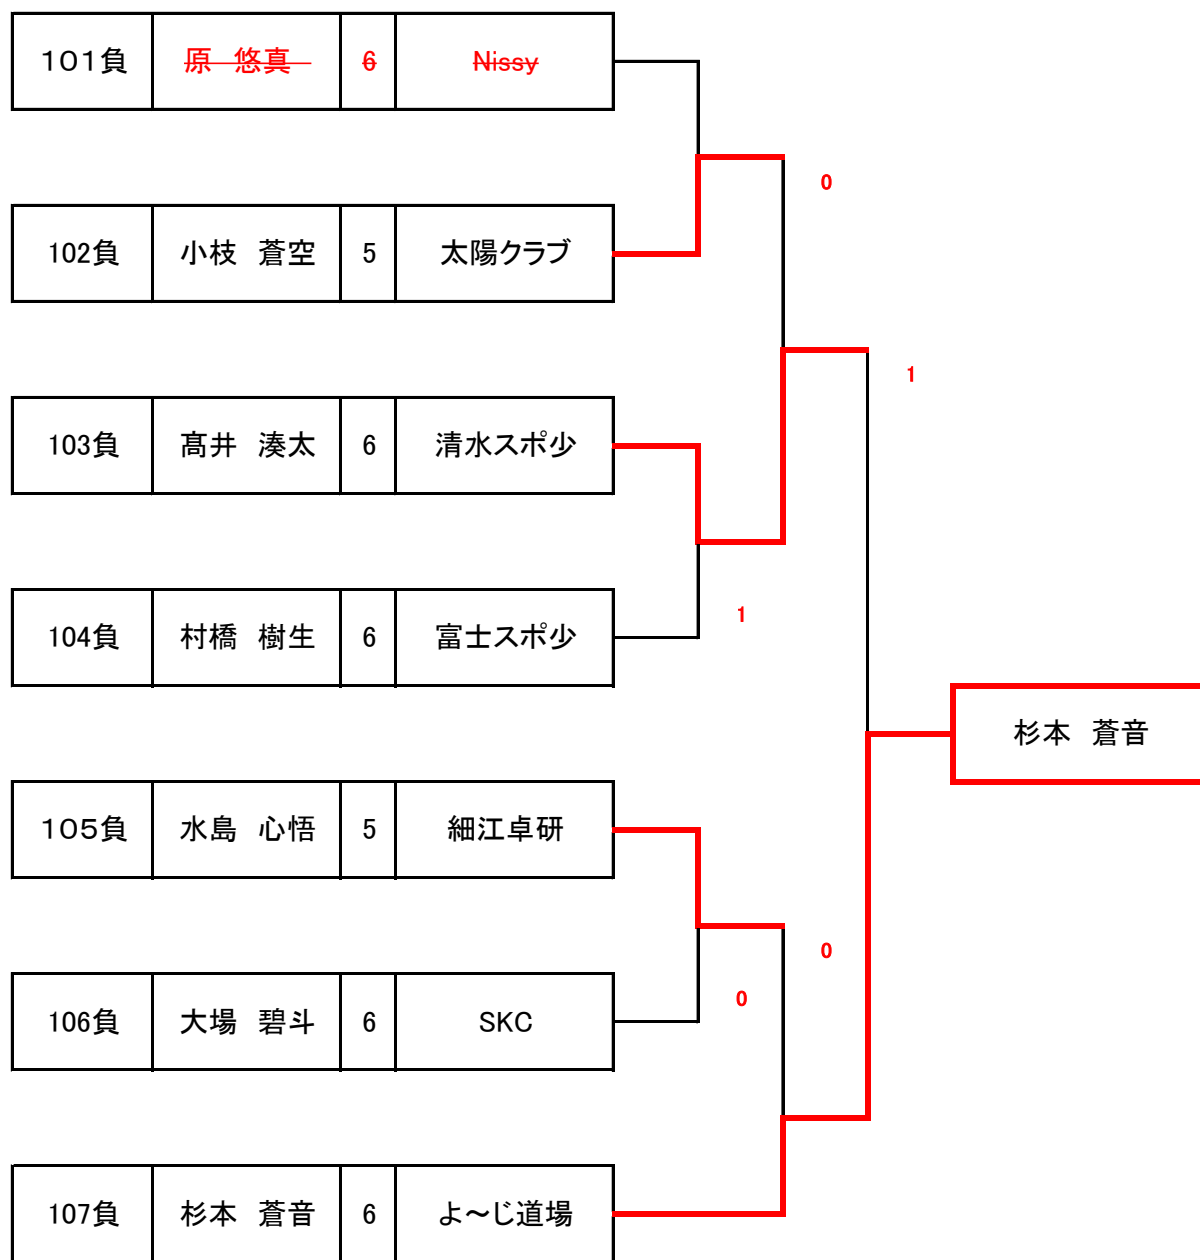 １０１負 原　悠真 6 Nissy
0
102負 小枝　蒼空 5 太陽クラブ
1
103負 髙井　湊太 6 清水スポ少
1
104負 村橋　樹生 6 富士スポ少
杉本　蒼音
１０５負 水島　心悟 5 細江卓研
0
0
106負 大場　碧斗 6 SKC
107負 杉本　蒼音 6 よ～じ道場